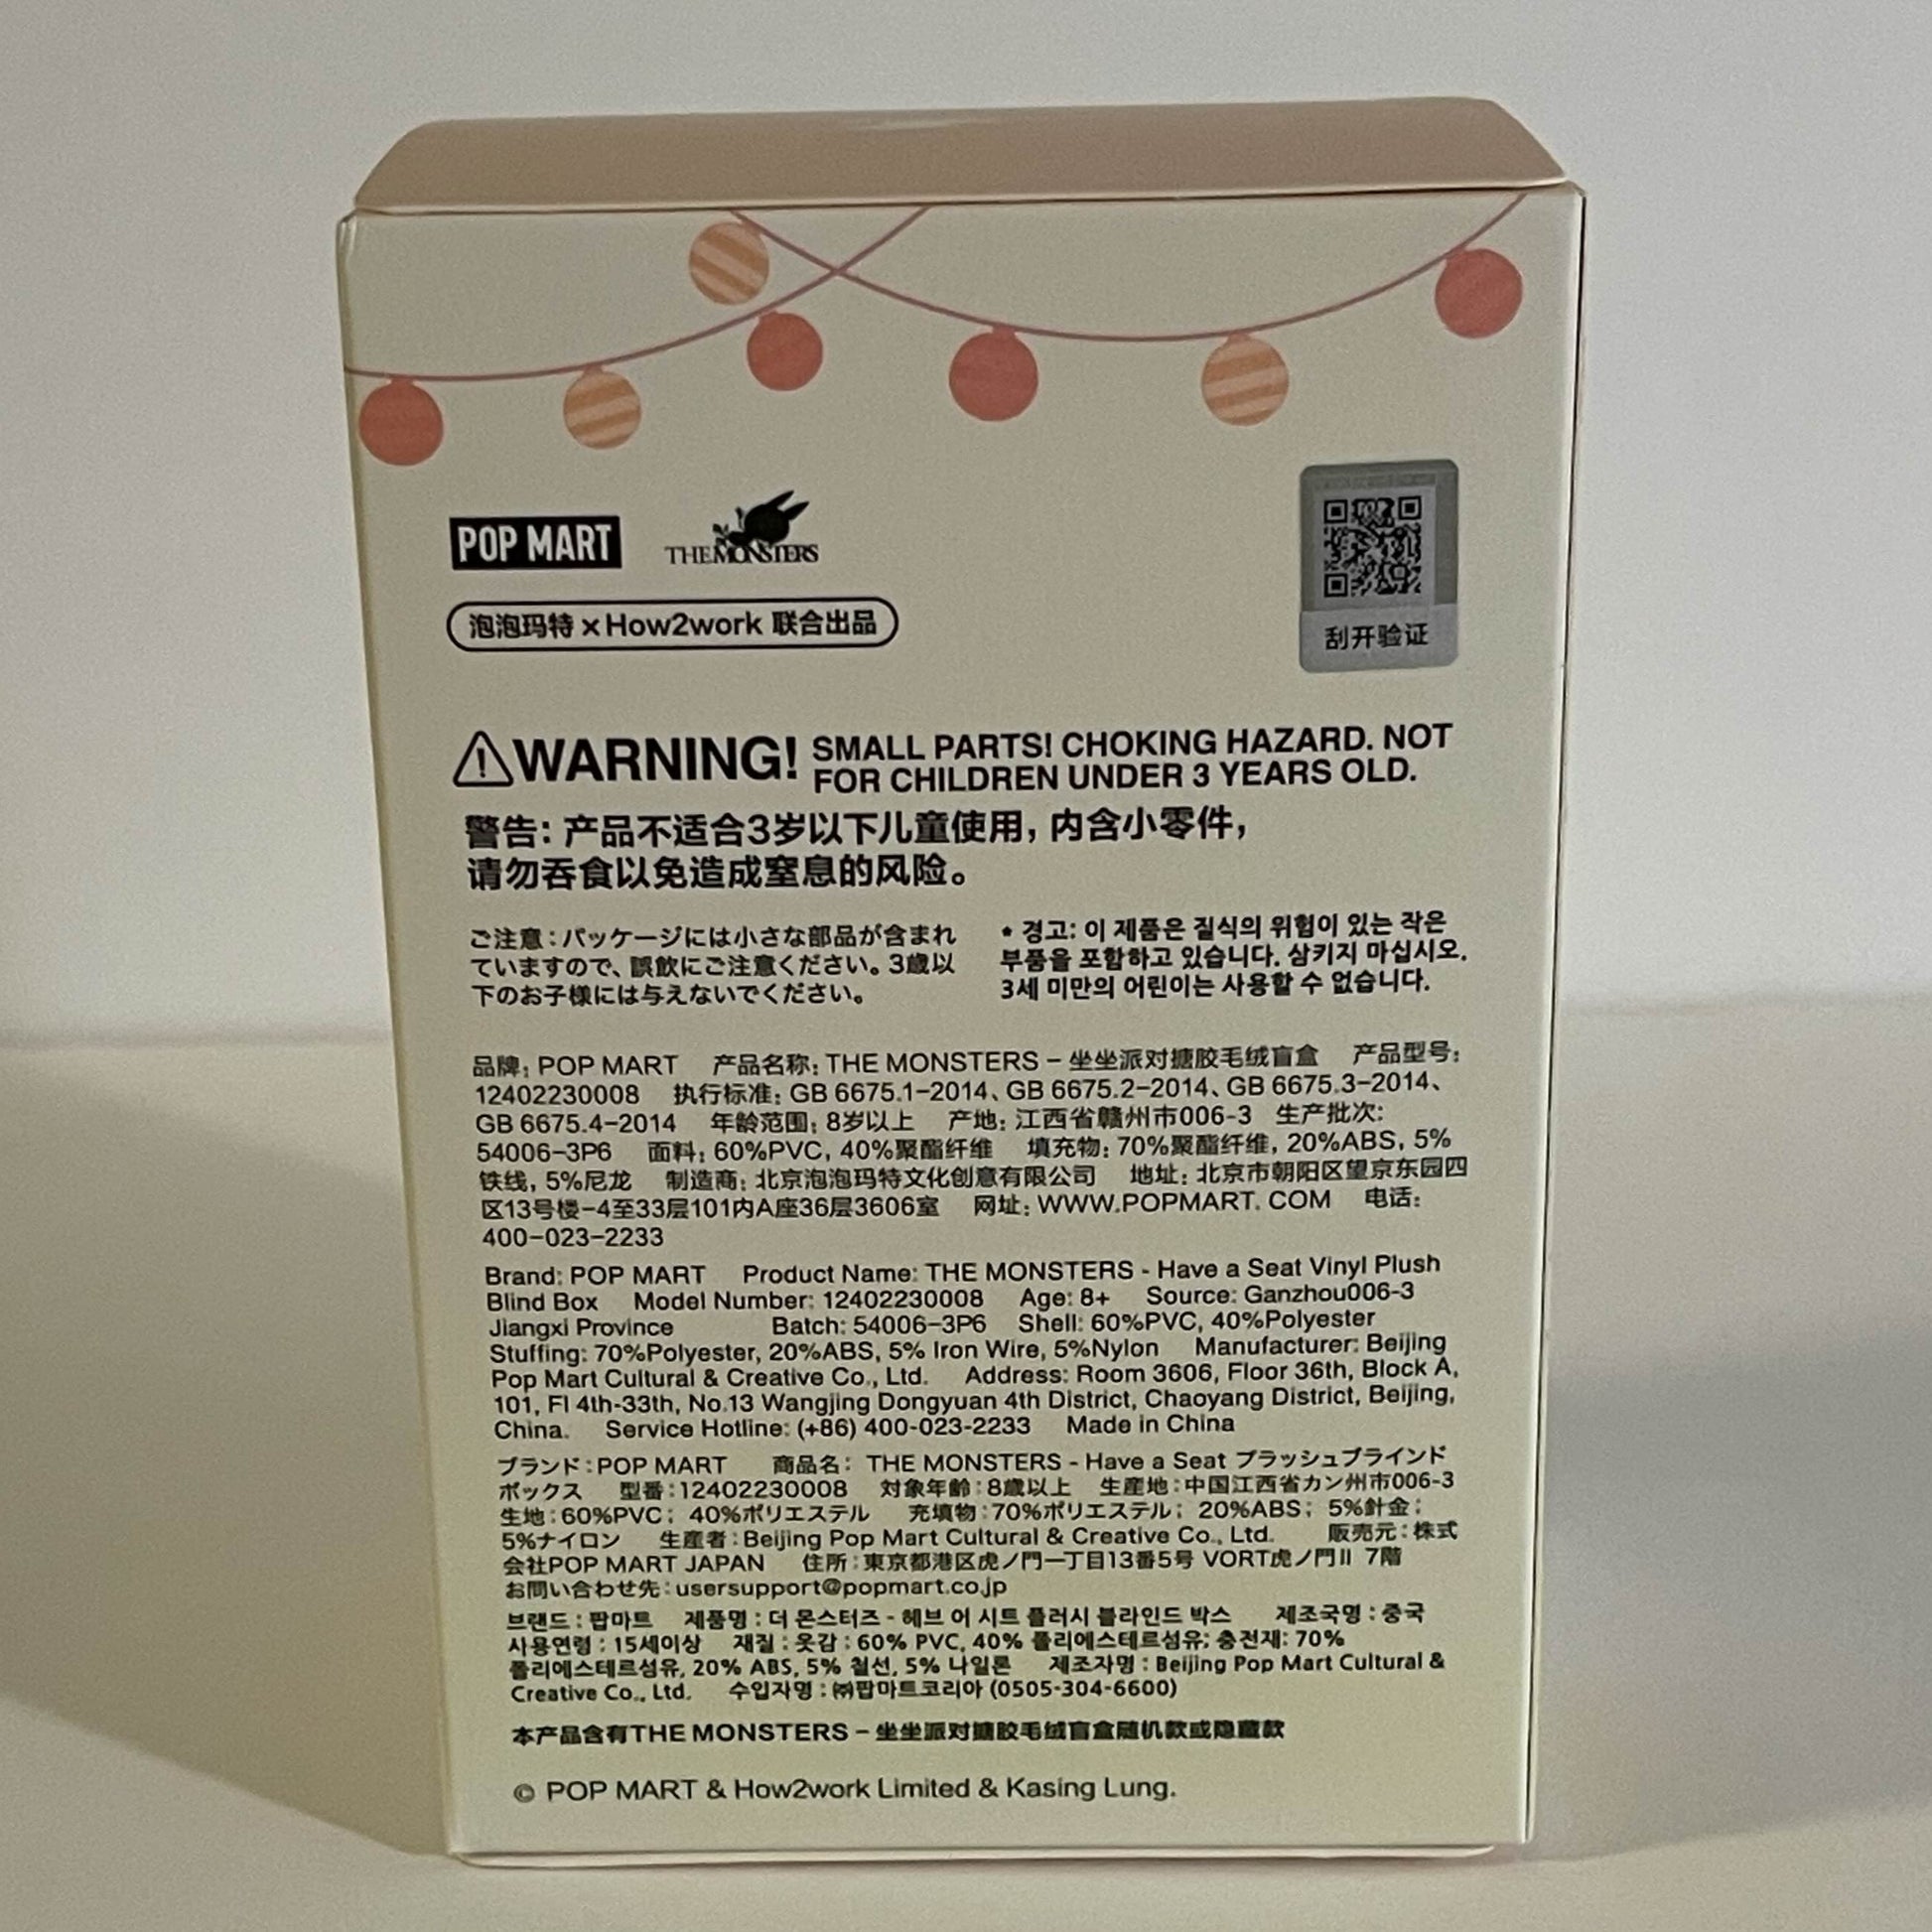 POP MART
THE MONSTERS
泡泡玛特 × How2work 联合出品
刮开验证
WARNING! SMALL PARTS! CHOKING HAZARD. NOT
FOR CHILDREN UNDER 3 YEARS OLD.
警告: 产品不适合3岁以下儿童使用, 内含小零件,
请勿吞食以免造成窒息的风险。
ご注意:パッケージには小さな部品が含まれ
ていますので、誤飲にご注意ください。3歳以
下のお子様には与えないでください。
* 경고: 이 제품은 질식의 위험이 있는 작은
부품을 포함하고 있습니다. 삼키지 마십시오.
3세 미만의 어린이는 사용할 수 없습니다.
品牌: POP MART 产品名称: THE MONSTERS – 坐坐派对搪胶毛绒盲盒 产品型号:
12402230008 执行标准: GB 6675.1–2014、GB 6675.2–2014、GB 6675.3–2014、
GB 6675.4–2014 年龄范围: 8岁以上 产地: 江西省赣州市006-3 生产批次:
54006-3P6 面料: 60%PVC, 40%聚酯纤维 填充物: 70%聚酯纤维, 20%ABS, 5%
铁线, 5%尼龙 制造商: 北京泡泡玛特文化创意有限公司 地址: 北京市朝阳区望京东园四
区13号楼-4至33层101内A座36层3606室 网址: WWW.POPMART. COM 电话:
400-023-2233
Brand: POP MART Product Name: THE MONSTERS - Have a Seat Vinyl Plush
Blind Box Model Number: 12402230008 Age: 8+ Source: Ganzhou006-3
Jiangxi Province Batch: 54006-3P6 Shell: 60%PVC, 40%Polyester
Stuffing: 70%Polyester, 20%ABS, 5% Iron Wire, 5%Nylon Manufacturer: Beijing
Pop Mart Cultural & Creative Co., Ltd. Address: Room 3606, Floor 36th, Block A,
101, Fl 4th-33th, No.13 Wangjing Dongyuan 4th District, Chaoyang District, Beijing,
China. Service Hotline: (+86) 400-023-2233 Made in China
ブランド:POP MART 商品名: THE MONSTERS - Have a Seat プラッシュブラインド
ボックス 型番:12402230008 対象年齢:8歳以上 生産地:中国江西省カン州市006-3
生地:60%PVC; 40%ポリエステル 充填物:70%ポリエステル; 20%ABS; 5%針金;
5%ナイロン 生産者:Beijing Pop Mart Cultural & Creative Co., Ltd. 販売元:株式
会社POP MART JAPAN 住所:東京都港区虎ノ門一丁目13番5号 VORT虎ノ門II 7階
お問い合わせ先:usersupport@popmart.co.jp
브랜드 : 팝마트 제품명 : 더 몬스터즈 - 헤브 어 시트 플러시 블라인드 박스 제조국명 : 중국
사용연령 : 15세이상 재질 : 옷감 : 60% PVC, 40% 폴리에스테르섬유; 충전재: 70%
폴리에스테르섬유, 20% ABS, 5% 철선, 5% 나일론 제조자명 : Beijing Pop Mart Cultural &
Creative Co., Ltd. 수입자명 : ㈜팝마트코리아 (0505-304-6600)
本产品含有THE MONSTERS – 坐坐派对搪胶毛绒盲盒随机款或隐藏款
© POP MART & How2work Limited & Kasing Lung.